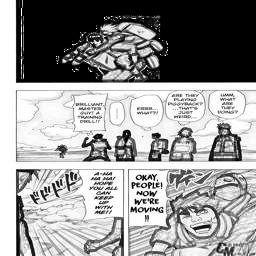 UMM,
WHAT
ARE
THEY
DOING?
ARE THEY
PLAYING
PIGGYBACK?...
THAT'S
JUST
WEIRD...
ERRR...
WHAT?!
BRILLIANT,
MASTER
GUY! A
TRAINING
DRILL!!
OKAY,
PEOPLE!
NOW
WE'RE
MOVING
!!
A-HA
HA HA!
HOPE
YOU ALL
CAN
KEEP UP
WITH
ME!!